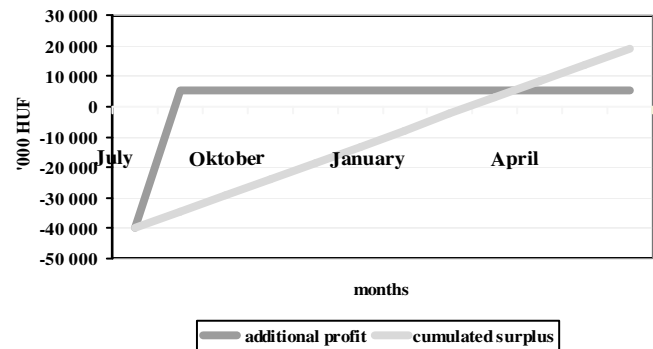 30 000
20 000
10 000
0
-10 000
-20 000
-30 000
-40 000
-50 000
'000 HUF
July Oktober January April
months
additional profit cumulated surplus